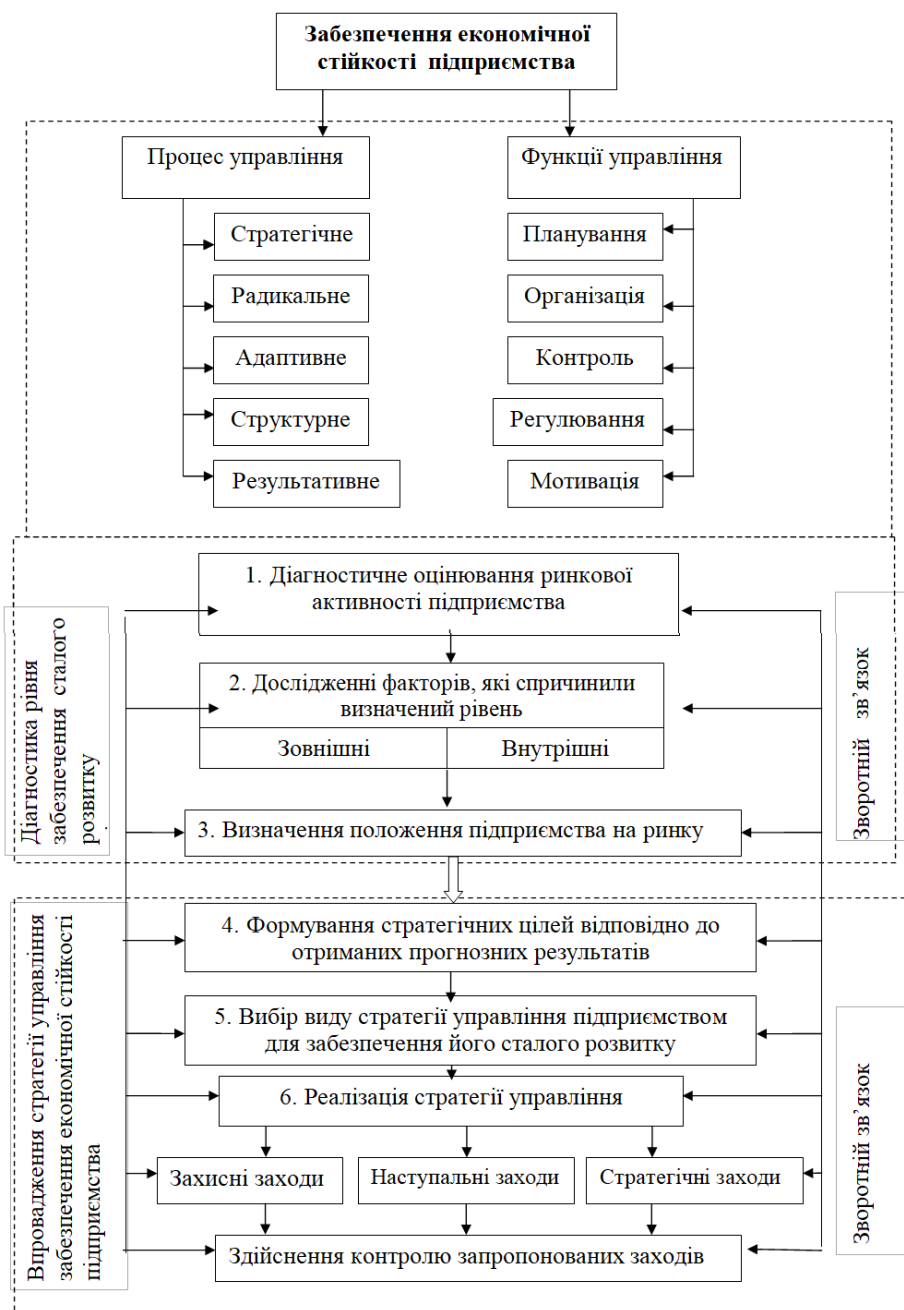 Забезпечення економічної
стійкості підприємства
Процес управління
Функції управління
Стратегічне
Планування
Радикальне
Організація
Адаптивне
Контроль
Структурне
Регулювання
Результативне
Мотивація
Діагностика рівня
забезпечення сталого
розвитку
1. Діагностичне оцінювання ринкової
активності підприємства
2. Дослідженні факторів, які спричинили
визначений рівень
Зовнішні
Внутрішні
3. Визначення положення підприємства на ринку
Зворотній зв’язок
Впровадження стратегії управління
забезпечення економічної стійкості
підприємства
4. Формування стратегічних цілей відповідно до
отриманих прогнозних результатів
5. Вибір виду стратегії управління підприємством
для забезпечення його сталого розвитку
6. Реалізація стратегії управління
Захисні заходи
Наступальні заходи
Стратегічні заходи
Здійснення контролю запропонованих заходів
Зворотній зв’язок